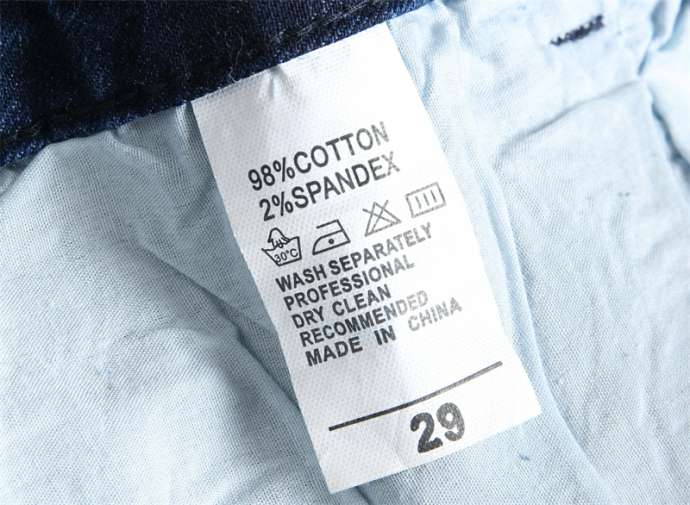 98%COTTON
2%SPANDEX
30°C
WASH SEPARATELY
PROFESSIONAL
DRY CLEAN
RECOMMENDED
MADE IN CHINA
29